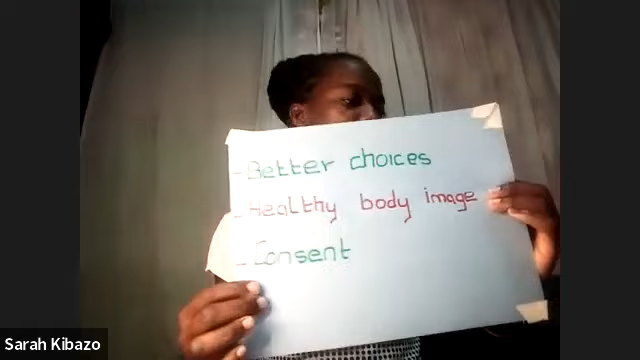 - Better choices
- Healthy body image
- Consent
Sarah Kibazo